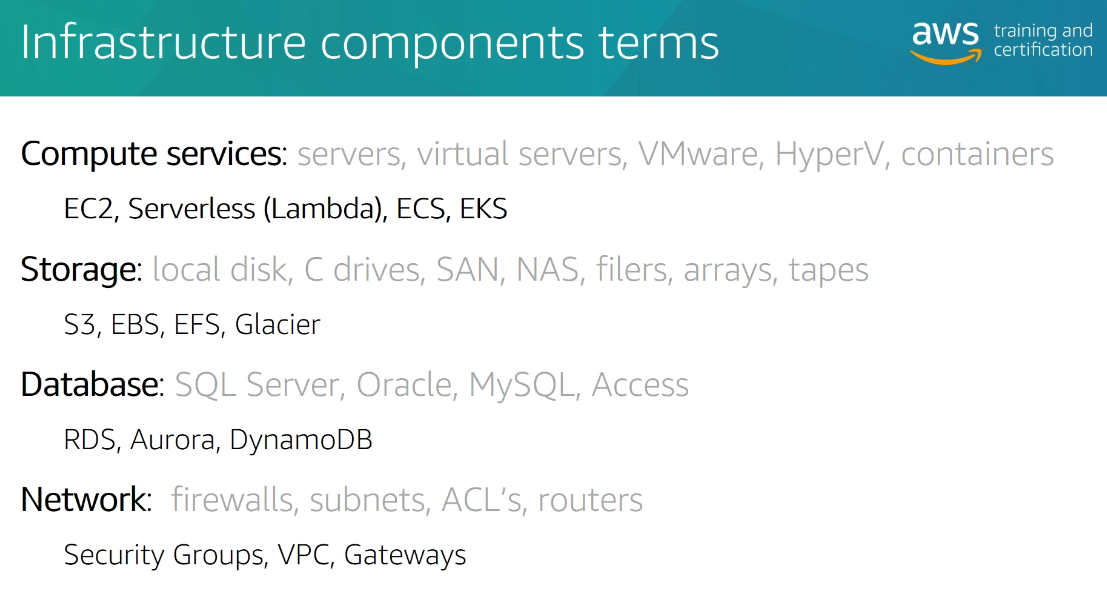 Infrastructure components terms
aws training and certification
Compute services: servers, virtual servers, VMware, HyperV, containers
EC2, Serverless (Lambda), ECS, EKS
Storage: local disk, C drives, SAN, NAS, filers, arrays, tapes
S3, EBS, EFS, Glacier
Database: SQL Server, Oracle, MySQL, Access
RDS, Aurora, DynamoDB
Network: firewalls, subnets, ACL’s, routers
Security Groups, VPC, Gateways